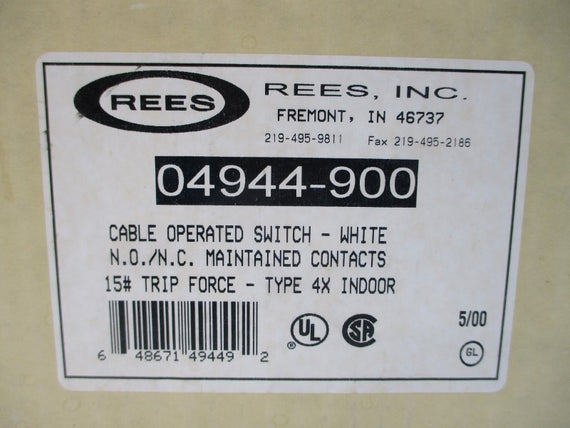 REES
REES, INC.
FREMONT, IN 46737
219-495-9811 Fax 219-495-2186
04944-900
CABLE OPERATED SWITCH - WHITE
N.O./N.C. MAINTAINED CONTACTS
15# TRIP FORCE - TYPE 4X INDOOR
UL ®
SA
5/00
GL
6 48671 49449 2